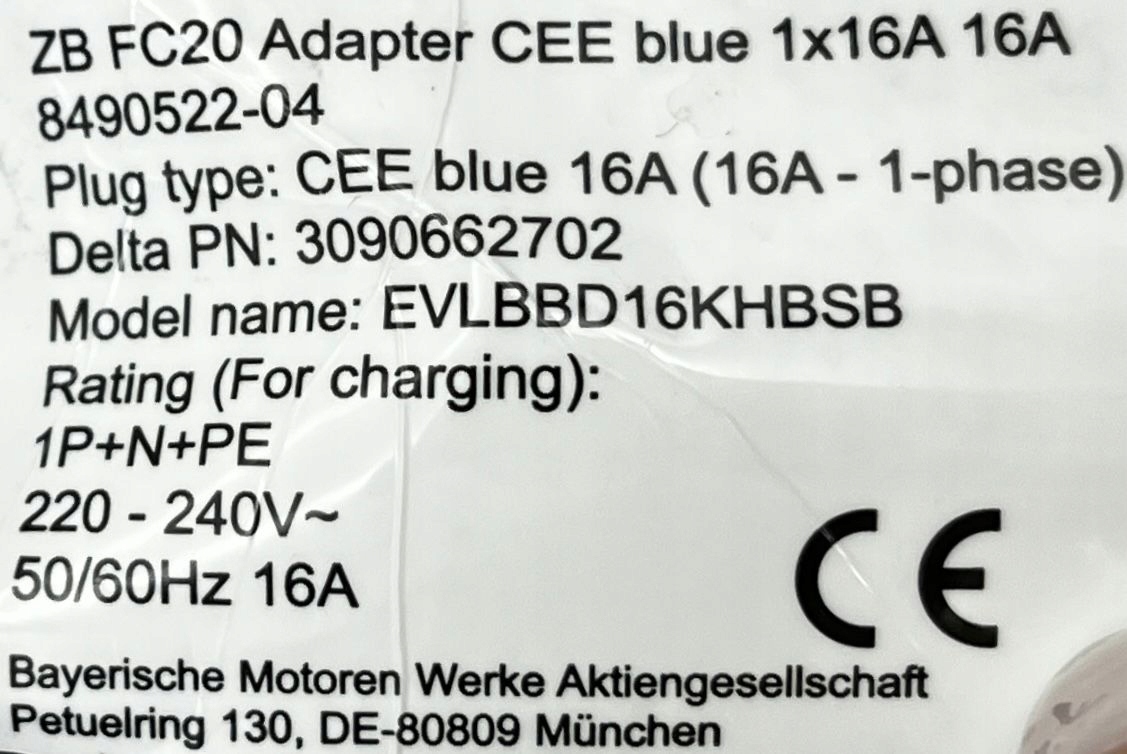 ZB FC20 Adapter CEE blue 1x16A 16A
8490522-04
Plug type: CEE blue 16A (16A - 1-phase)
Delta PN: 3090662702
Model name: EVLBBD16KHBSB
Rating (For charging):
1P+N+PE
220 - 240V~
50/60Hz 16A
CE
Bayerische Motoren Werke Aktiengesellschaft
Petuelring 130, DE-80809 München